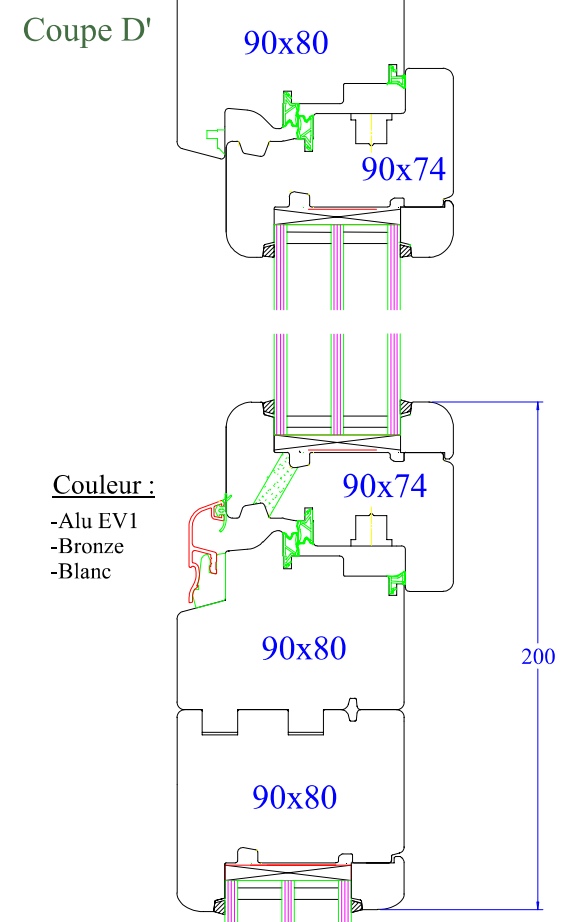 Coupe D'
90x80
90x74
Couleur :
-Alu EV1
-Bronze
-Blanc
90x74
90x80
200
90x80